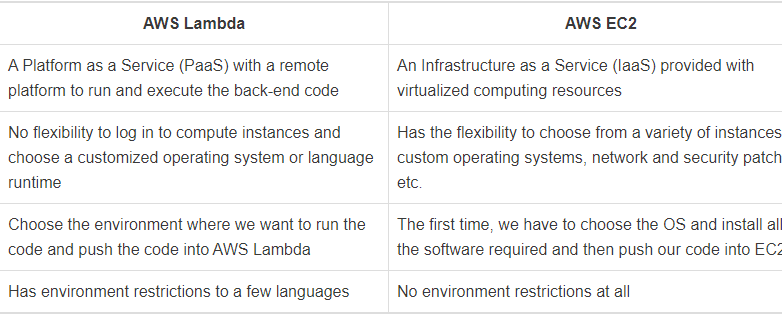 AWS Lambda
AWS EC2
A Platform as a Service (PaaS) with a remote
platform to run and execute the back-end code
An Infrastructure as a Service (IaaS) provided with
virtualized computing resources
No flexibility to log in to compute instances and
choose a customized operating system or language
runtime
Has the flexibility to choose from a variety of instances
custom operating systems, network and security patch
etc.
Choose the environment where we want to run the
code and push the code into AWS Lambda
The first time, we have to choose the OS and install all
the software required and then push our code into EC2
Has environment restrictions to a few languages
No environment restrictions at all